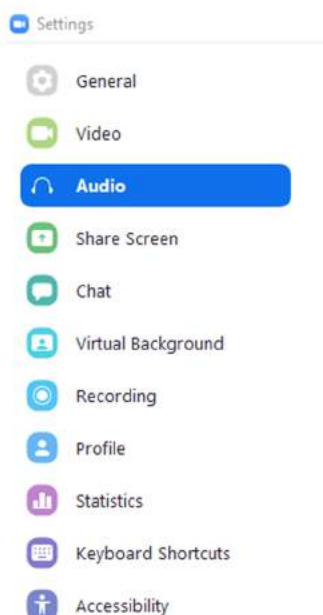 Settings
General
Video
Audio
Share Screen
Chat
Virtual Background
Recording
Profile
Statistics
Keyboard Shortcuts
Accessibility